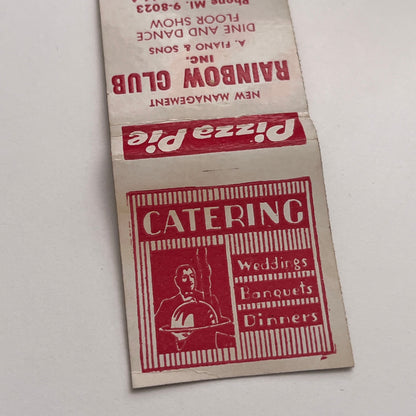 Pizza Pie
NEW MANAGEMENT
RAINBOW CLUB
INC.
A. FIANO & SONS
DINE AND DANCE
FLOOR SHOW
Phone MI. 9-8023
CATERING
Weddings
Banquets
Dinners